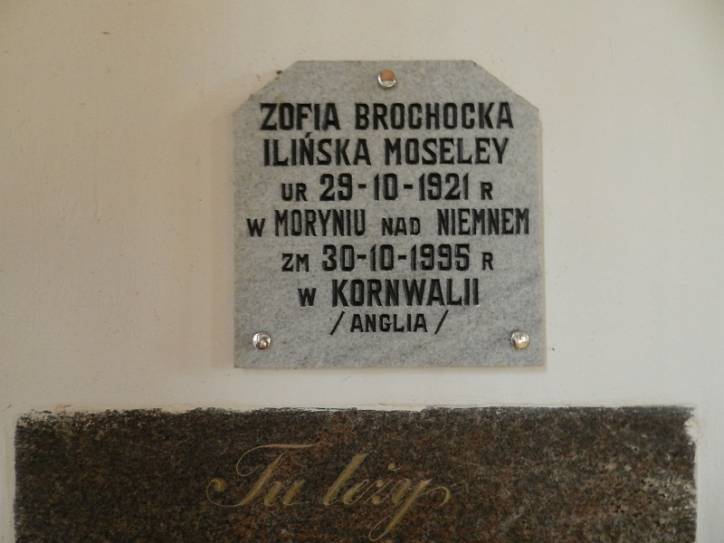 ZOFIA BROCHOCKA
ILIŃSKA MOSELEY
UR 29-10-1921 R
W MORYNIU NAD NIEMNEM
ZM 30-10-1995 R
W KORNWALII
/ANGLIA/
Tu leży